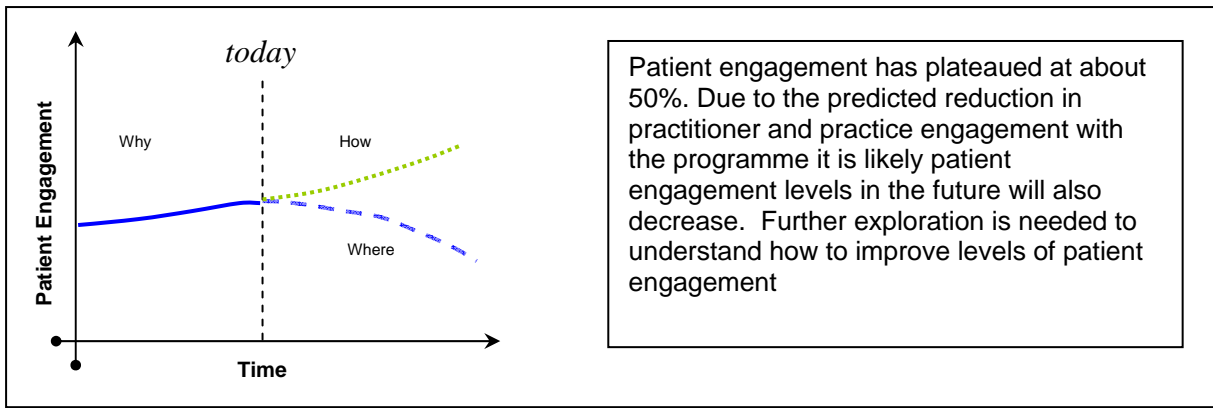 today
Why
How
Where
Patient Engagement
Time
Patient engagement has plateaued at about
50%. Due to the predicted reduction in
practitioner and practice engagement with
the programme it is likely patient
engagement levels in the future will also
decrease.  Further exploration is needed to
understand how to improve levels of patient
engagement